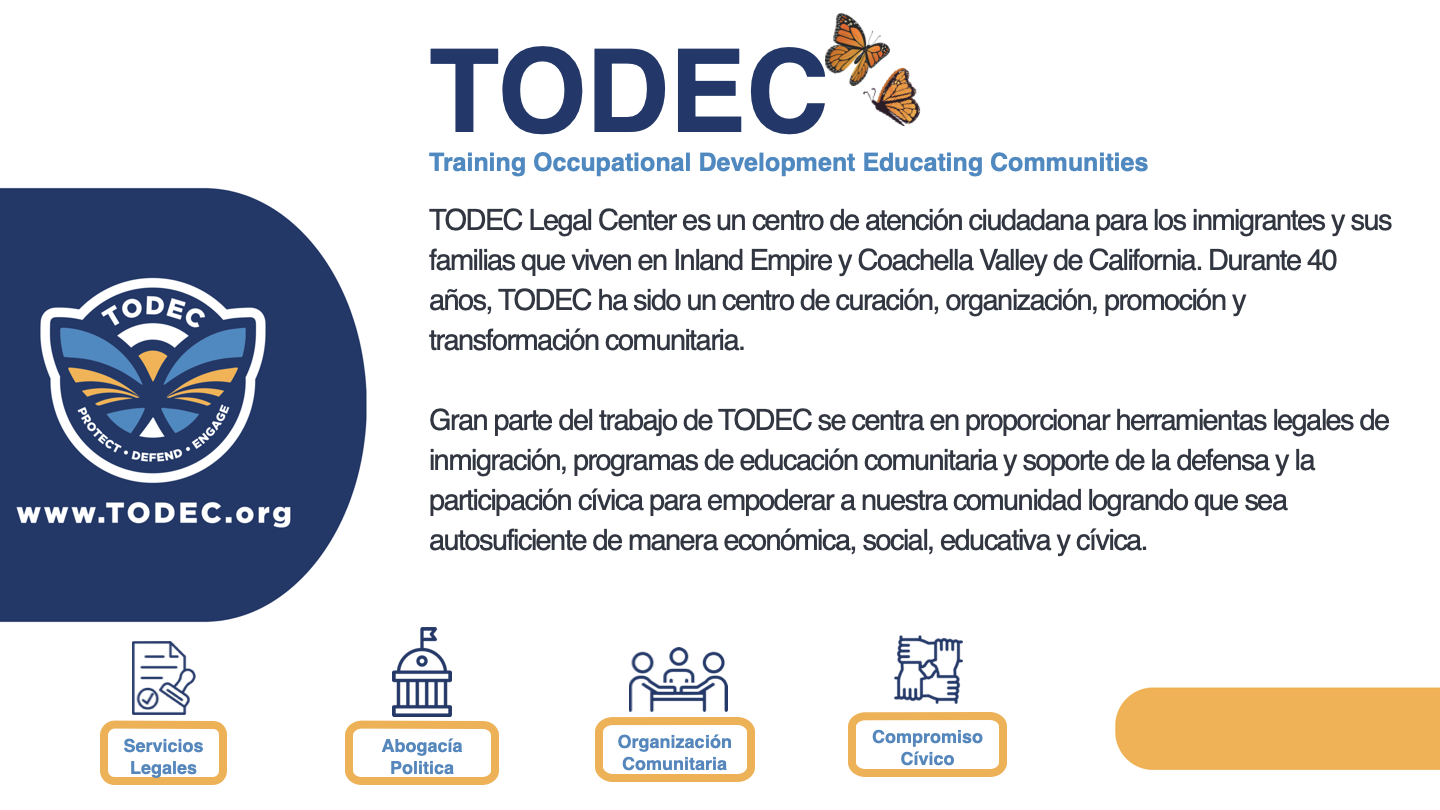 TODEC
Training Occupational Development Educating Communities
TODEC Legal Center es un centro de atención ciudadana para los inmigrantes y sus
familias que viven en Inland Empire y Coachella Valley de California. Durante 40
años, TODEC ha sido un centro de curación, organización, promoción y
transformación comunitaria.
Gran parte del trabajo de TODEC se centra en proporcionar herramientas legales de
inmigración, programas de educación comunitaria y soporte de la defensa y la
participación cívica para empoderar a nuestra comunidad logrando que sea
autosuficiente de manera económica, social, educativa y cívica.
TODEC
PROTECT • DEFEND • ENGAGE
www.TODEC.org
Servicios
Legales
Abogacía
Politica
Organización
Comunitaria
Compromiso
Cívico